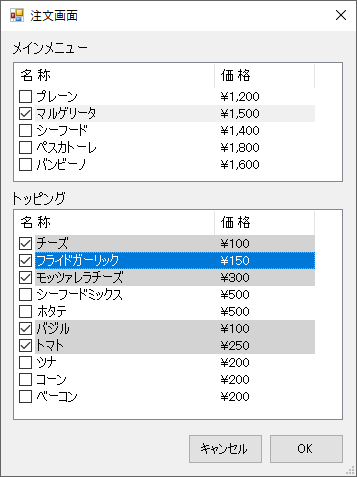 注文画面
メインメニュー
名 称 価 格
プレーン ¥1,200
マルゲリータ ¥1,500
シーフード ¥1,400
ペスカトーレ ¥1,800
バンビーノ ¥1,600
トッピング
名 称 価 格
チーズ ¥100
フライドガーリック ¥150
モッツァレラチーズ ¥300
シーフードミックス ¥500
ホタテ ¥500
バジル ¥100
トマト ¥250
ツナ ¥200
コーン ¥200
ベーコン ¥200
キャンセル OK